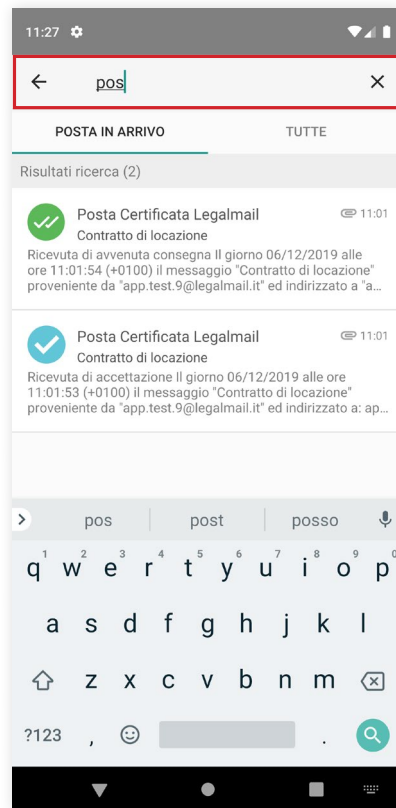 11:27
pos
POSTA IN ARRIVO TUTTE
Risultati ricerca (2)
Posta Certificata Legalmail 11:01
Contratto di locazione
Ricevuta di avvenuta consegna Il giorno 06/12/2019 alle
ore 11:01:54 (+0100) il messaggio "Contratto di locazione"
proveniente da "app.test.9@legalmail.it" ed indirizzato a "a...
Posta Certificata Legalmail 11:01
Contratto di locazione
Ricevuta di accettazione Il giorno 06/12/2019 alle ore
11:01:53 (+0100) il messaggio "Contratto di locazione"
proveniente da "app.test.9@legalmail.it" ed indirizzato a: ap...
pos post posso
1 2 3 4 5 6 7 8 9 0
q w e r t y u i o p
a s d f g h j k l
z x c v b n m
?123 , .